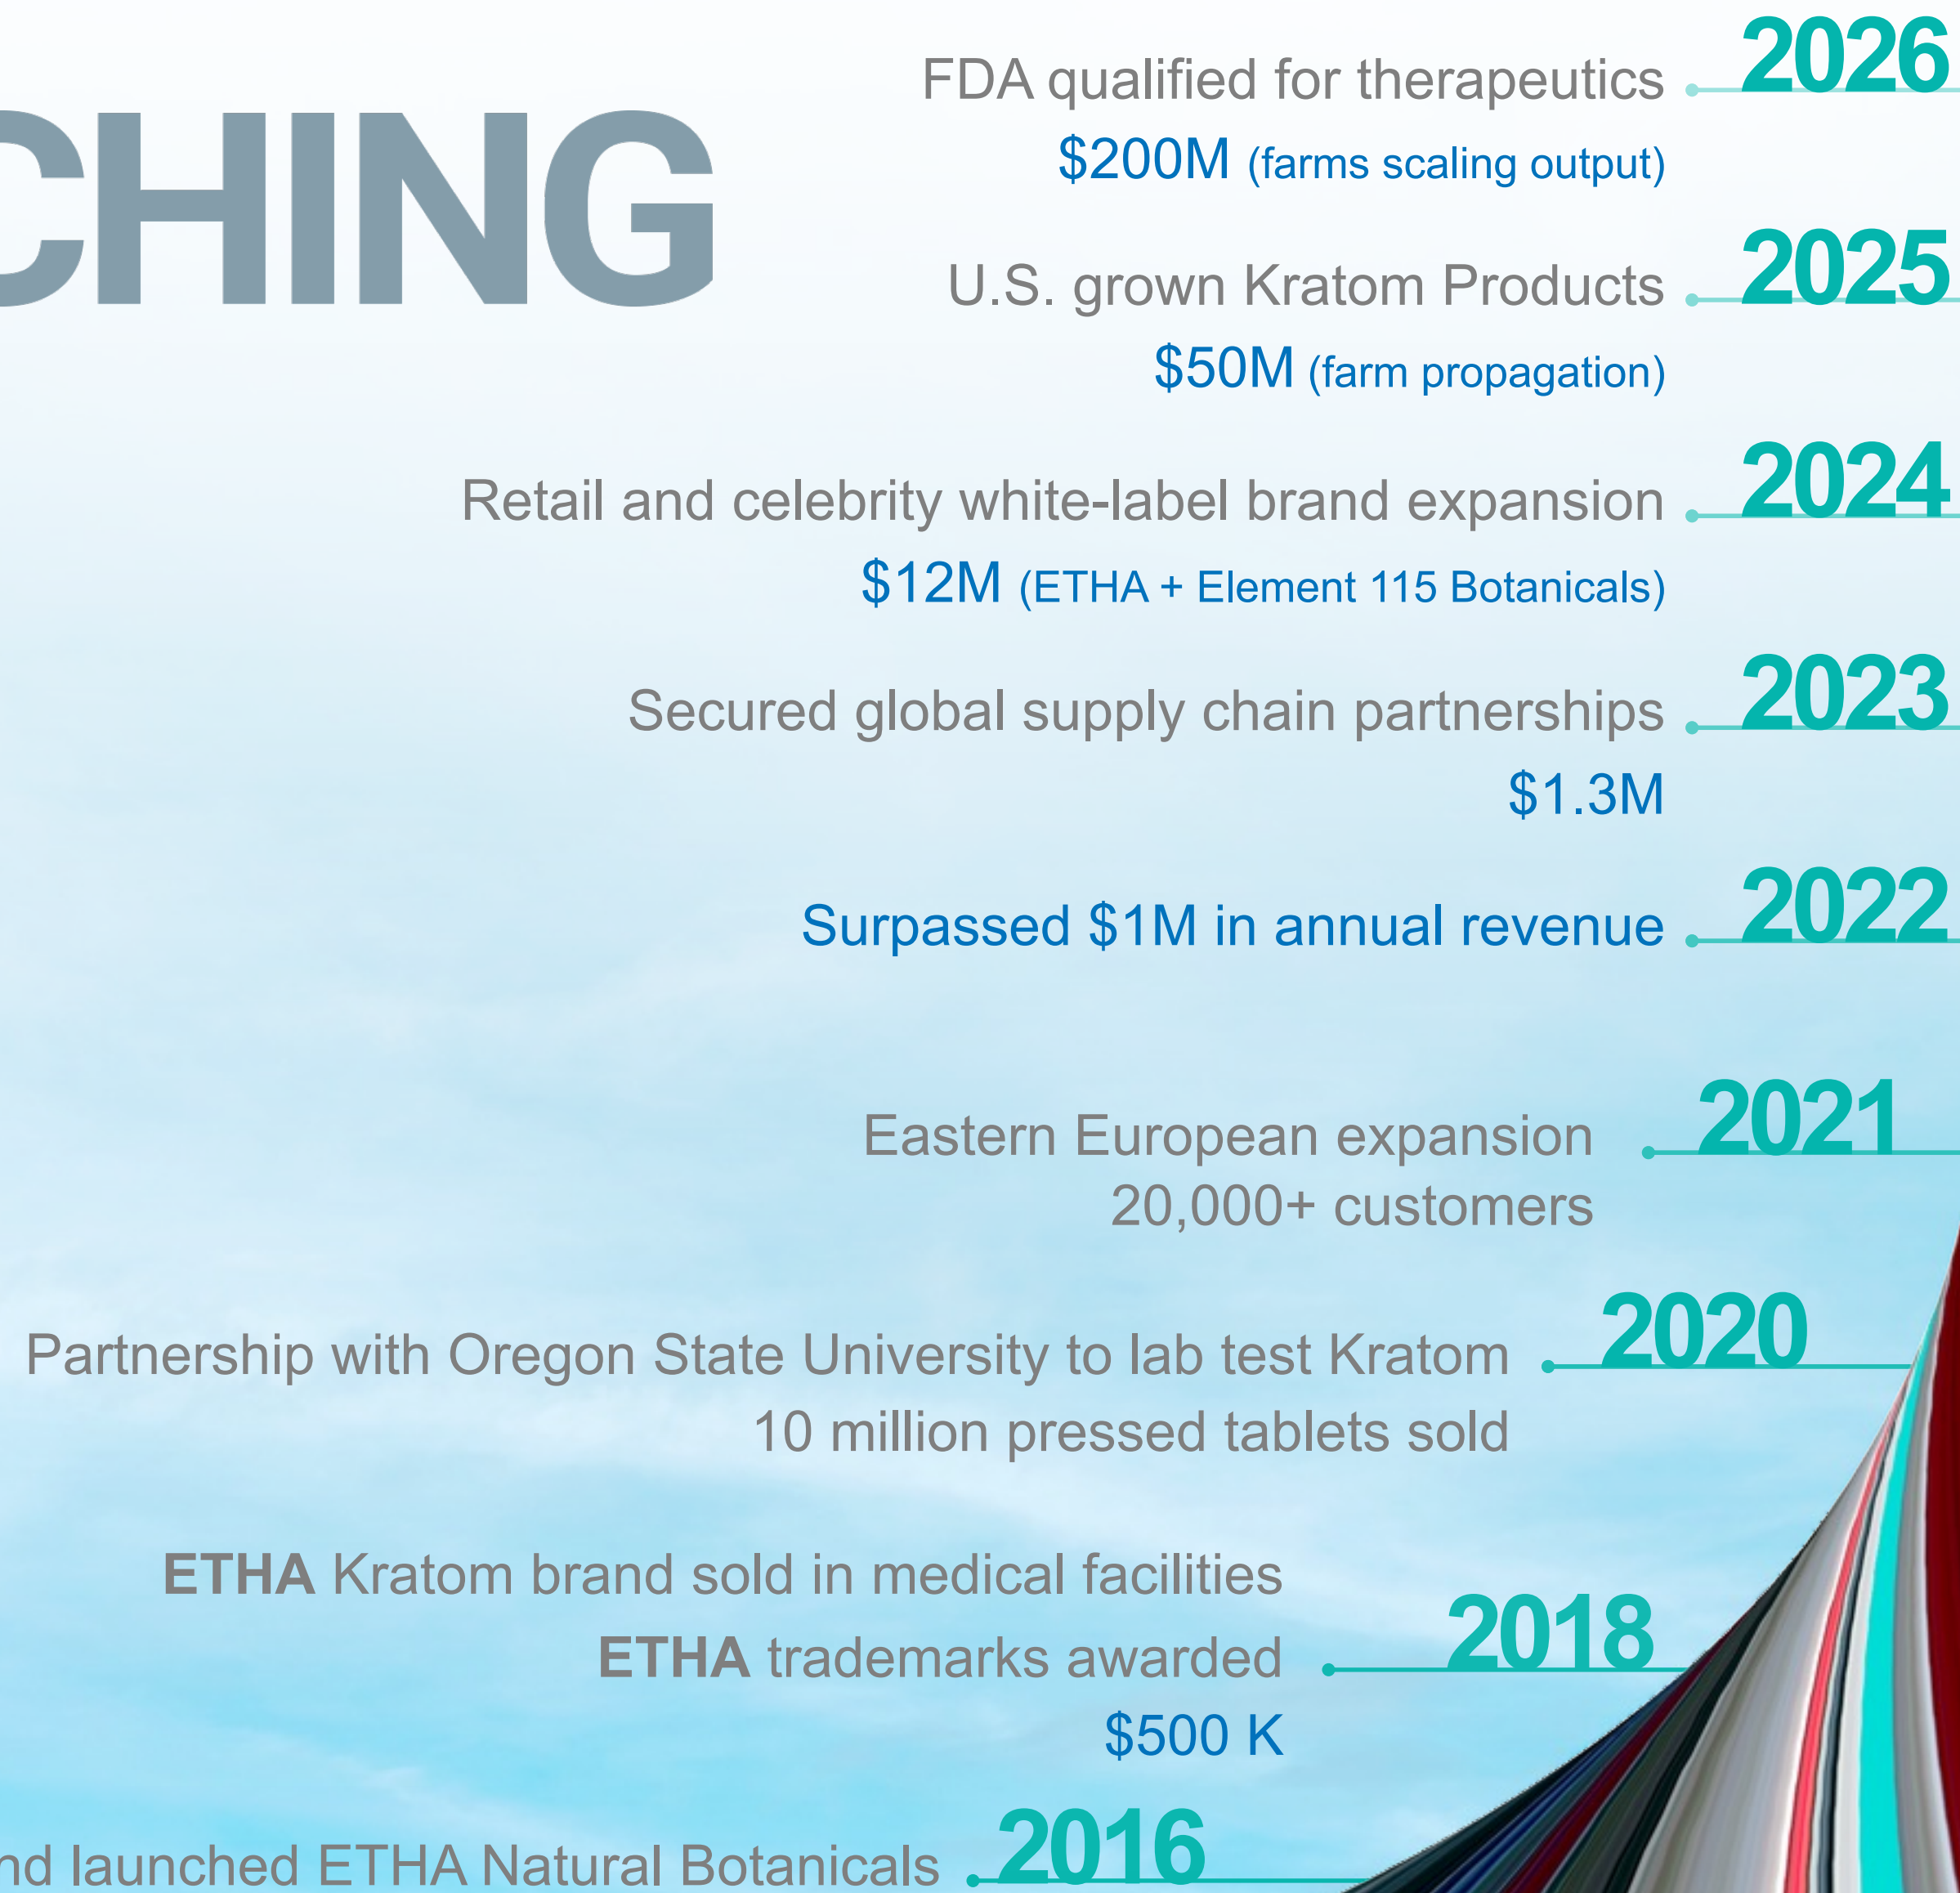 CHING
2026
FDA qualified for therapeutics
$200M (farms scaling output)
2025
U.S. grown Kratom Products
$50M (farm propagation)
2024
Retail and celebrity white-label brand expansion
$12M (ETHA + Element 115 Botanicals)
2023
Secured global supply chain partnerships
$1.3M
2022
Surpassed $1M in annual revenue
2021
Eastern European expansion
20,000+ customers
2020
Partnership with Oregon State University to lab test Kratom
10 million pressed tablets sold
ETHA Kratom brand sold in medical facilities
2018
ETHA trademarks awarded
$500 K
2016
nd launched ETHA Natural Botanicals